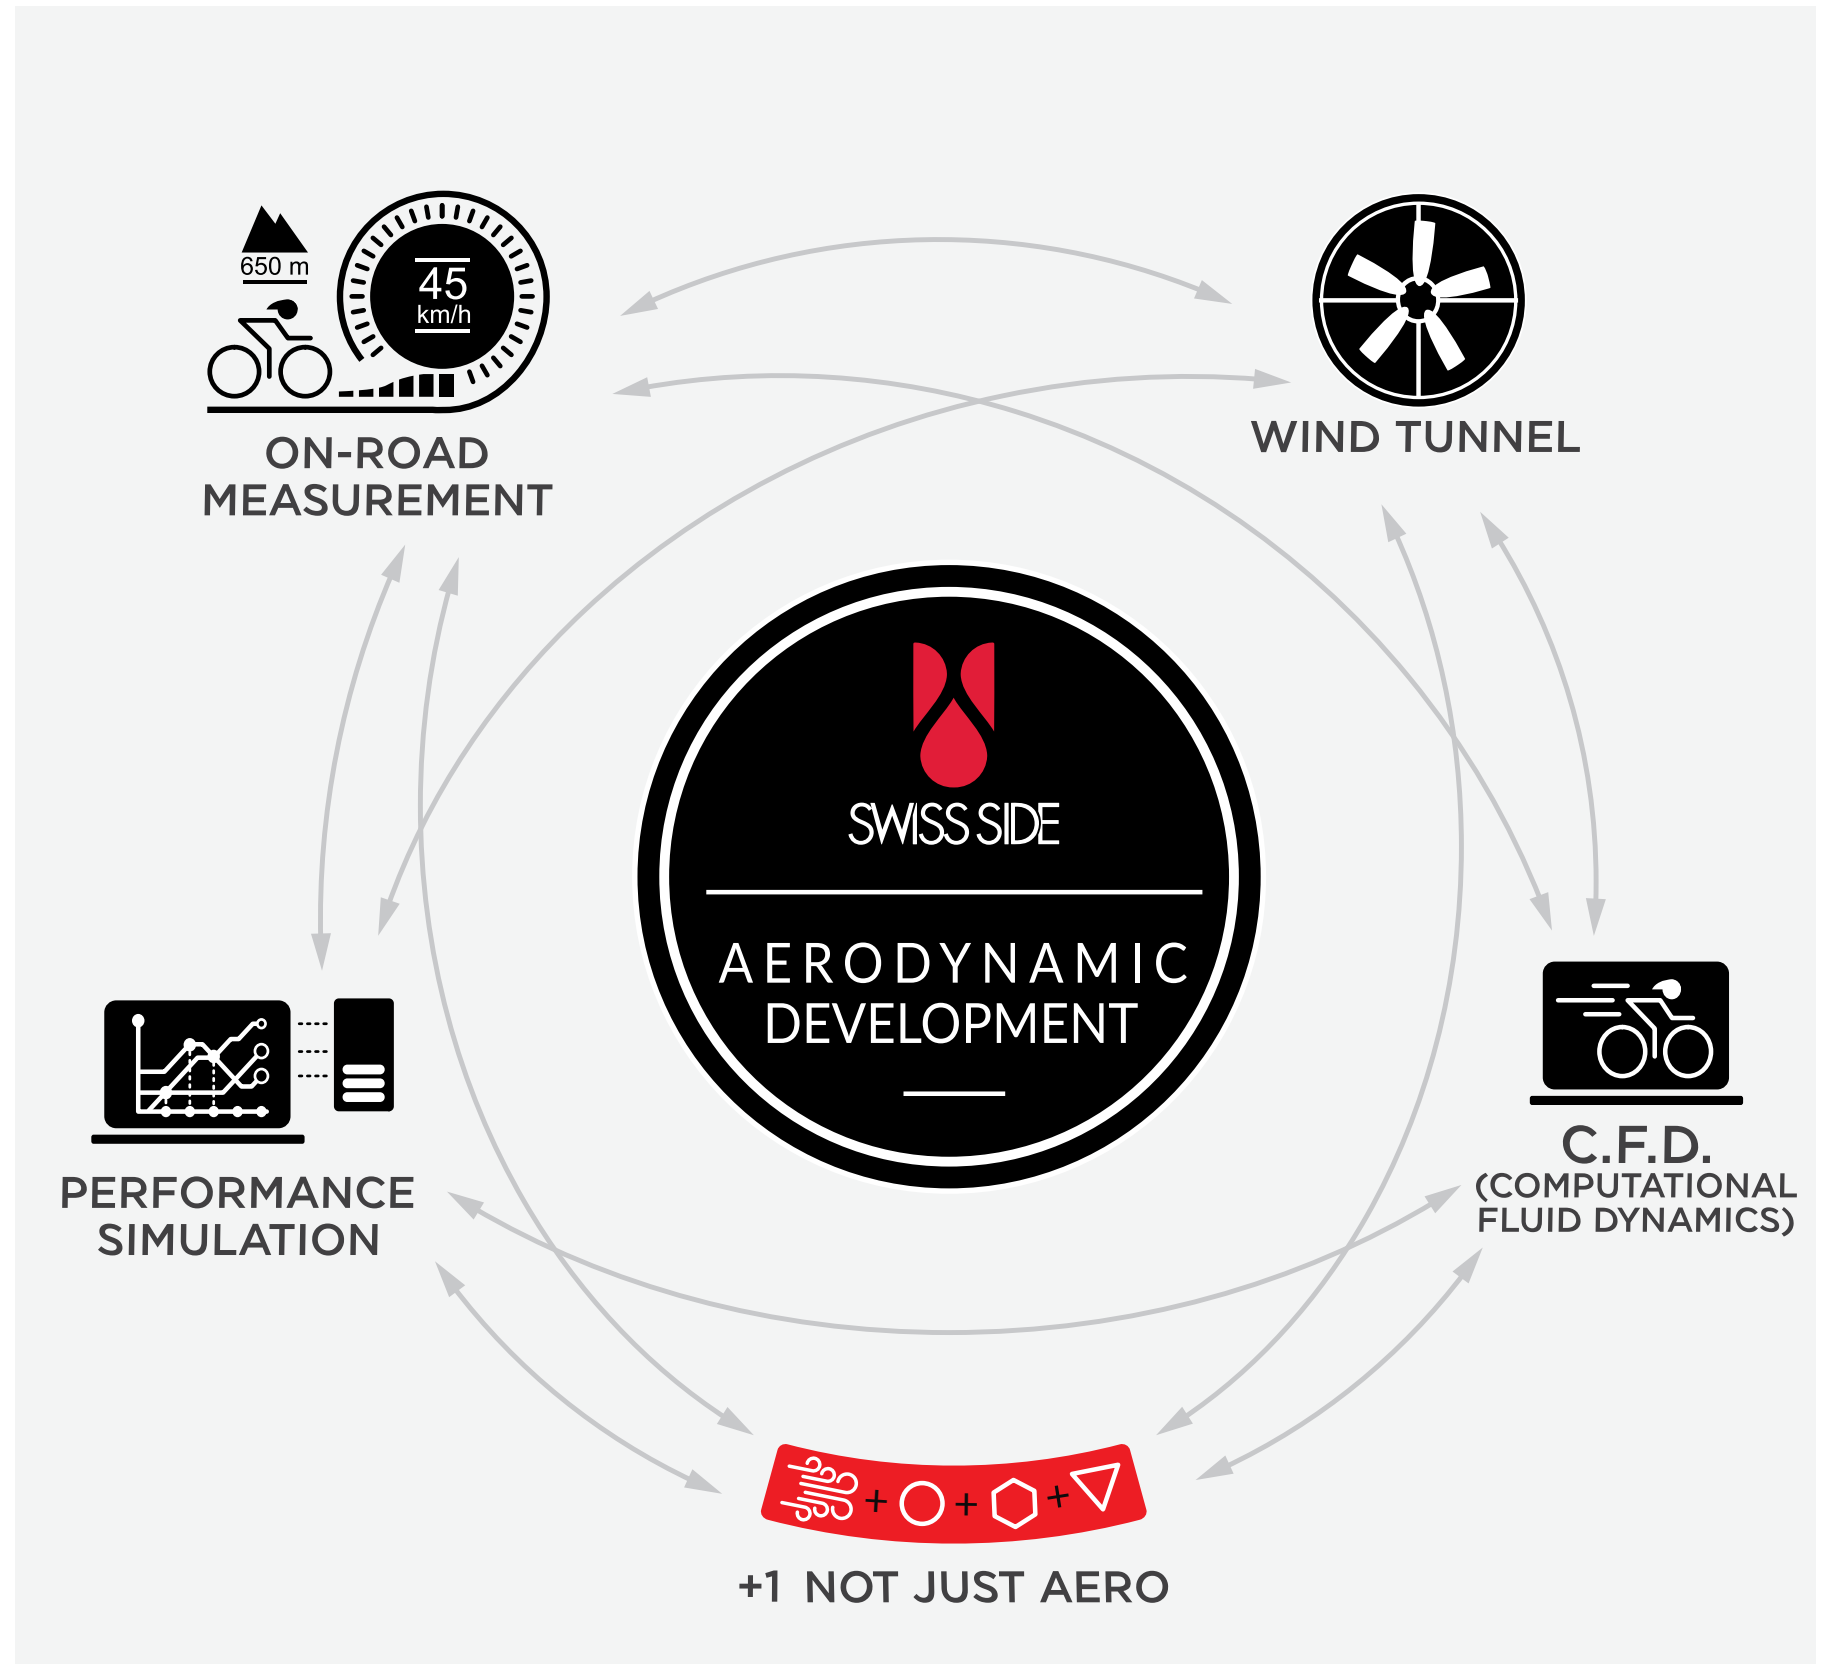 650 m
45
km/h
ON-ROAD
MEASUREMENT
WIND TUNNEL
SWISS SIDE
AERODYNAMIC
DEVELOPMENT
PERFORMANCE
SIMULATION
C.F.D.
(COMPUTATIONAL
FLUID DYNAMICS)
+ + +
+1 NOT JUST AERO